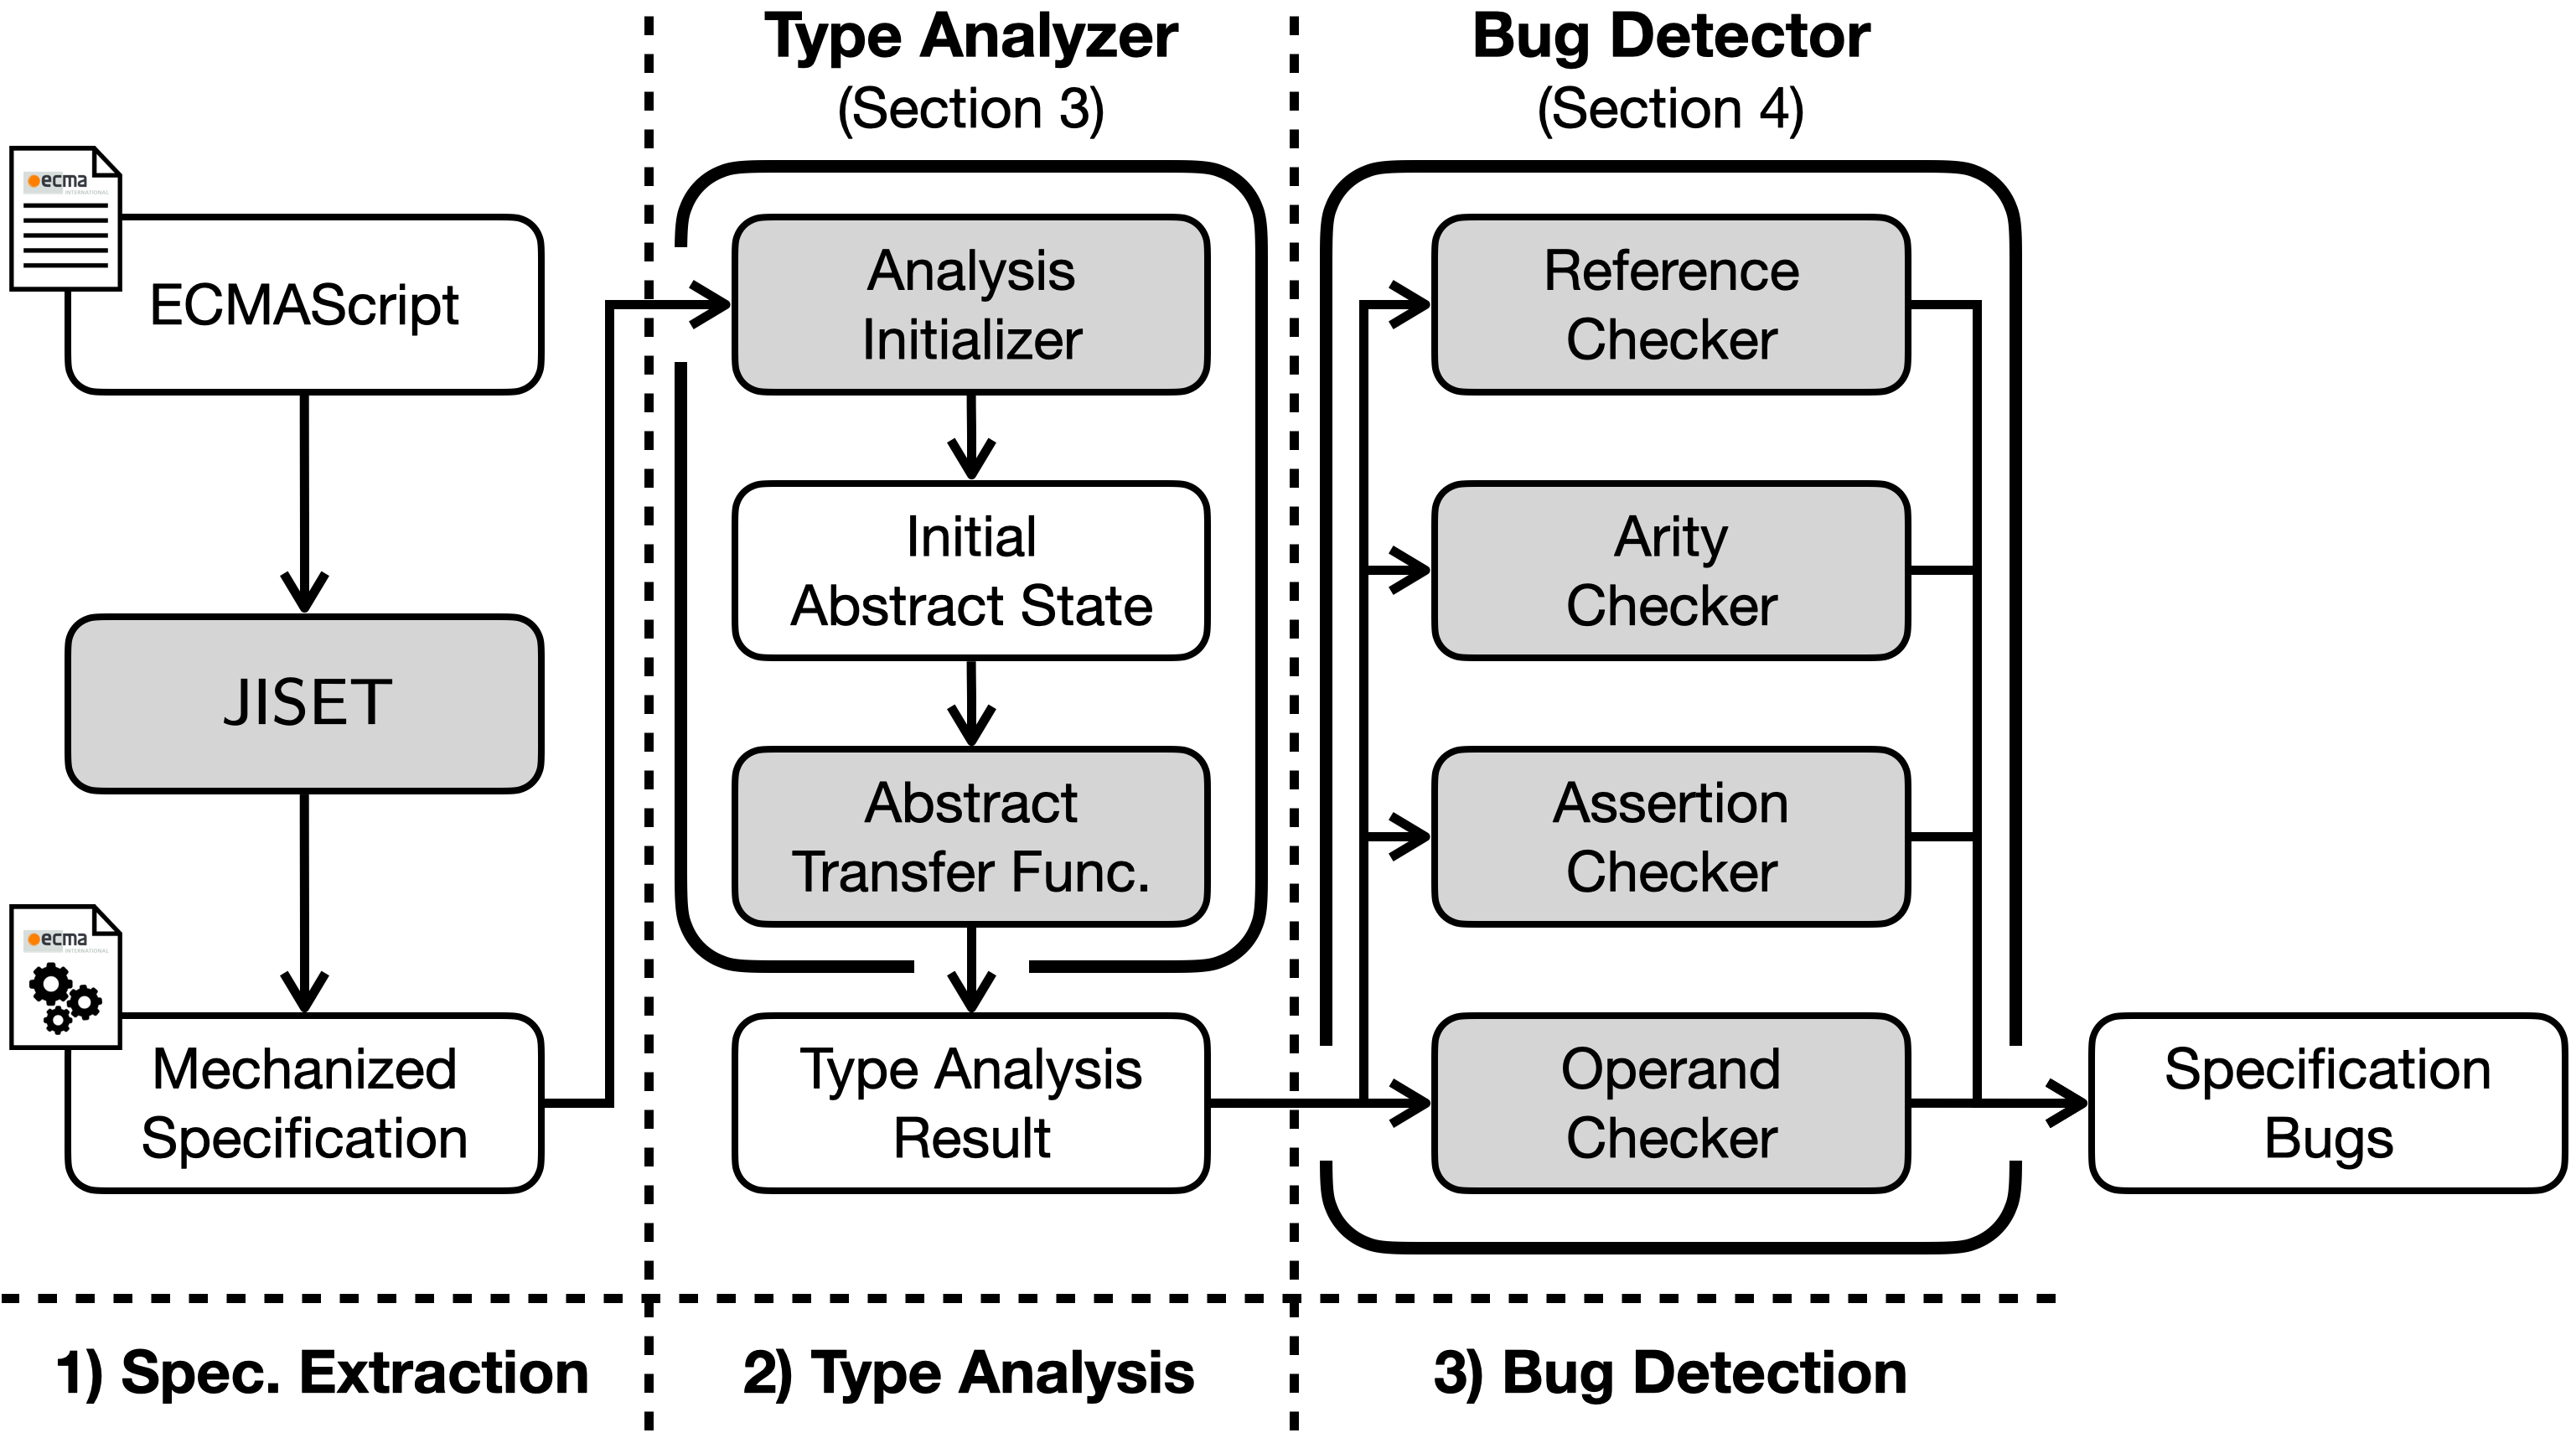 Type Analyzer
(Section 3)
Bug Detector
(Section 4)
ecma
INTERNATIONAL
ECMAScript
JISET
ecma
INTERNATIONAL
Mechanized
Specification
Analysis
Initializer
Initial
Abstract State
Abstract
Transfer Func.
Type Analysis
Result
Reference
Checker
Arity
Checker
Assertion
Checker
Operand
Checker
Specification
Bugs
1) Spec. Extraction
2) Type Analysis
3) Bug Detection